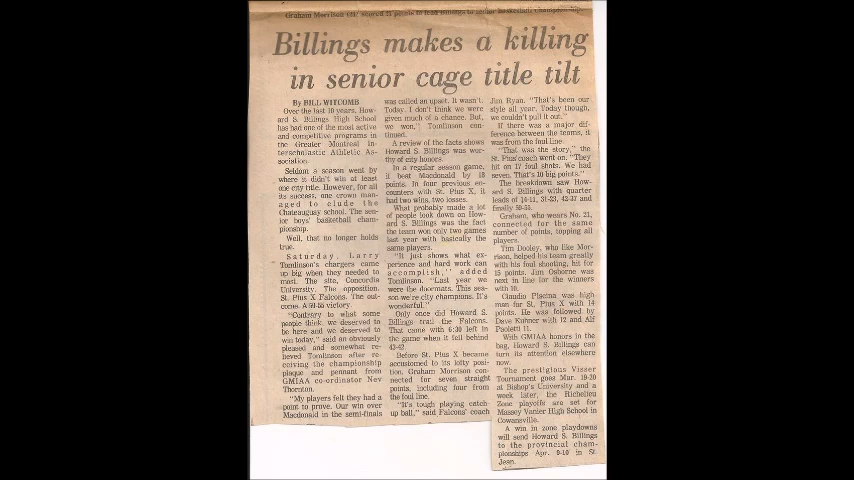 Graham Morrison (21) scored 21 points to lead Billings to senior basketball championship.
Billings makes a killing
in senior cage title tilt
By BILL WITCOMB
Over the last 10 years, How-
ard S. Billings High School
has had one of the most active
and competitive programs in
the Greater Montreal In-
terscholastic Athletic As-
sociation.
Seldom a season went by
where it didn't win at least
one city title. However, for all
its success, one crown man-
aged to elude the
Chateauguay school. The sen-
ior boys' basketball cham-
pionship.
Well, that no longer holds
true.
Saturday, Larry
Tomlinson's chargers came
up big when they needed to
most. The site, Concordia
University. The opposition,
St. Pius X Falcons. The out-
come. A 59-55 victory.
"Contrary to what some
people think, we deserved to
be here and we deserved to
win today," said an obviously
pleased and somewhat re-
lieved Tomlinson after re-
ceiving the championship
plaque and pennant from
GMIAA co-ordinator Nev
Thornton.
"My players felt they had a
point to prove. Our win over
Macdonald in the semi-finals
was called an upset. It wasn't.
Today, I don't think we were
given much of a chance. But,
we won," Tomlinson con-
tinued.
A review of the facts shows
Howard S. Billings was wor-
thy of city honors.
In a regular season game,
it beat Macdonald by 18
points. In four previous en-
counters with St. Pius X, it
had two wins, two losses.
What probably made a lot
of people look down on How-
ard S. Billings was the fact
the team won only two games
last year with basically the
same players.
"It just shows what ex-
perience and hard work can
accomplish," added
Tomlinson. "Last year we
were the doormats. This sea-
son we're city champions. It's
wonderful."
Only once did Howard S.
Billings trail the Falcons.
That came with 6:30 left in
the game when it fell behind
43-42.
Before St. Pius X became
accustomed to its lofty posi-
tion, Graham Morrison con-
nected for seven straight
points, including four from
the foul line.
"It's tough playing catch-
up ball," said Falcons' coach
Jim Ryan. "That's been our
style all year. Today though,
we couldn't pull it out."
If there was a major dif-
ference between the teams, it
was from the foul line.
"That was the story," the
St. Pius coach went on. "They
hit on 17 foul shots. We had
seven. That's 10 big points."
The breakdown saw How-
ard S. Billings with quarter
leads of 14-11, 31-23, 42-37 and
finally 59-55.
Graham, who wears No. 21,
connected for the same
number of points, topping all
players.
Tim Dooley, who like Mor-
rison, helped his team greatly
with his foul shooting, hit for
15 points. Jim Osborne was
next in line for the winners
with 10.
Claudio Piscina was high
man for St. Pius X with 14
points. He was followed by
Dave Kuhner with 12 and Alf
Paoletti 11.
With GMIAA honors in the
bag, Howard S. Billings can
turn its attention elsewhere
now.
The prestigious Visser
Tournament goes Mar. 19-20
at Bishop's University and a
week later, the Richelieu
Zone playoffs are set for
Massey Vanier High School in
Cowansville.
A win in zone playdowns
will send Howard S. Billings
to the provincial cham-
pionships Apr. 9-10 in St.
Jean.